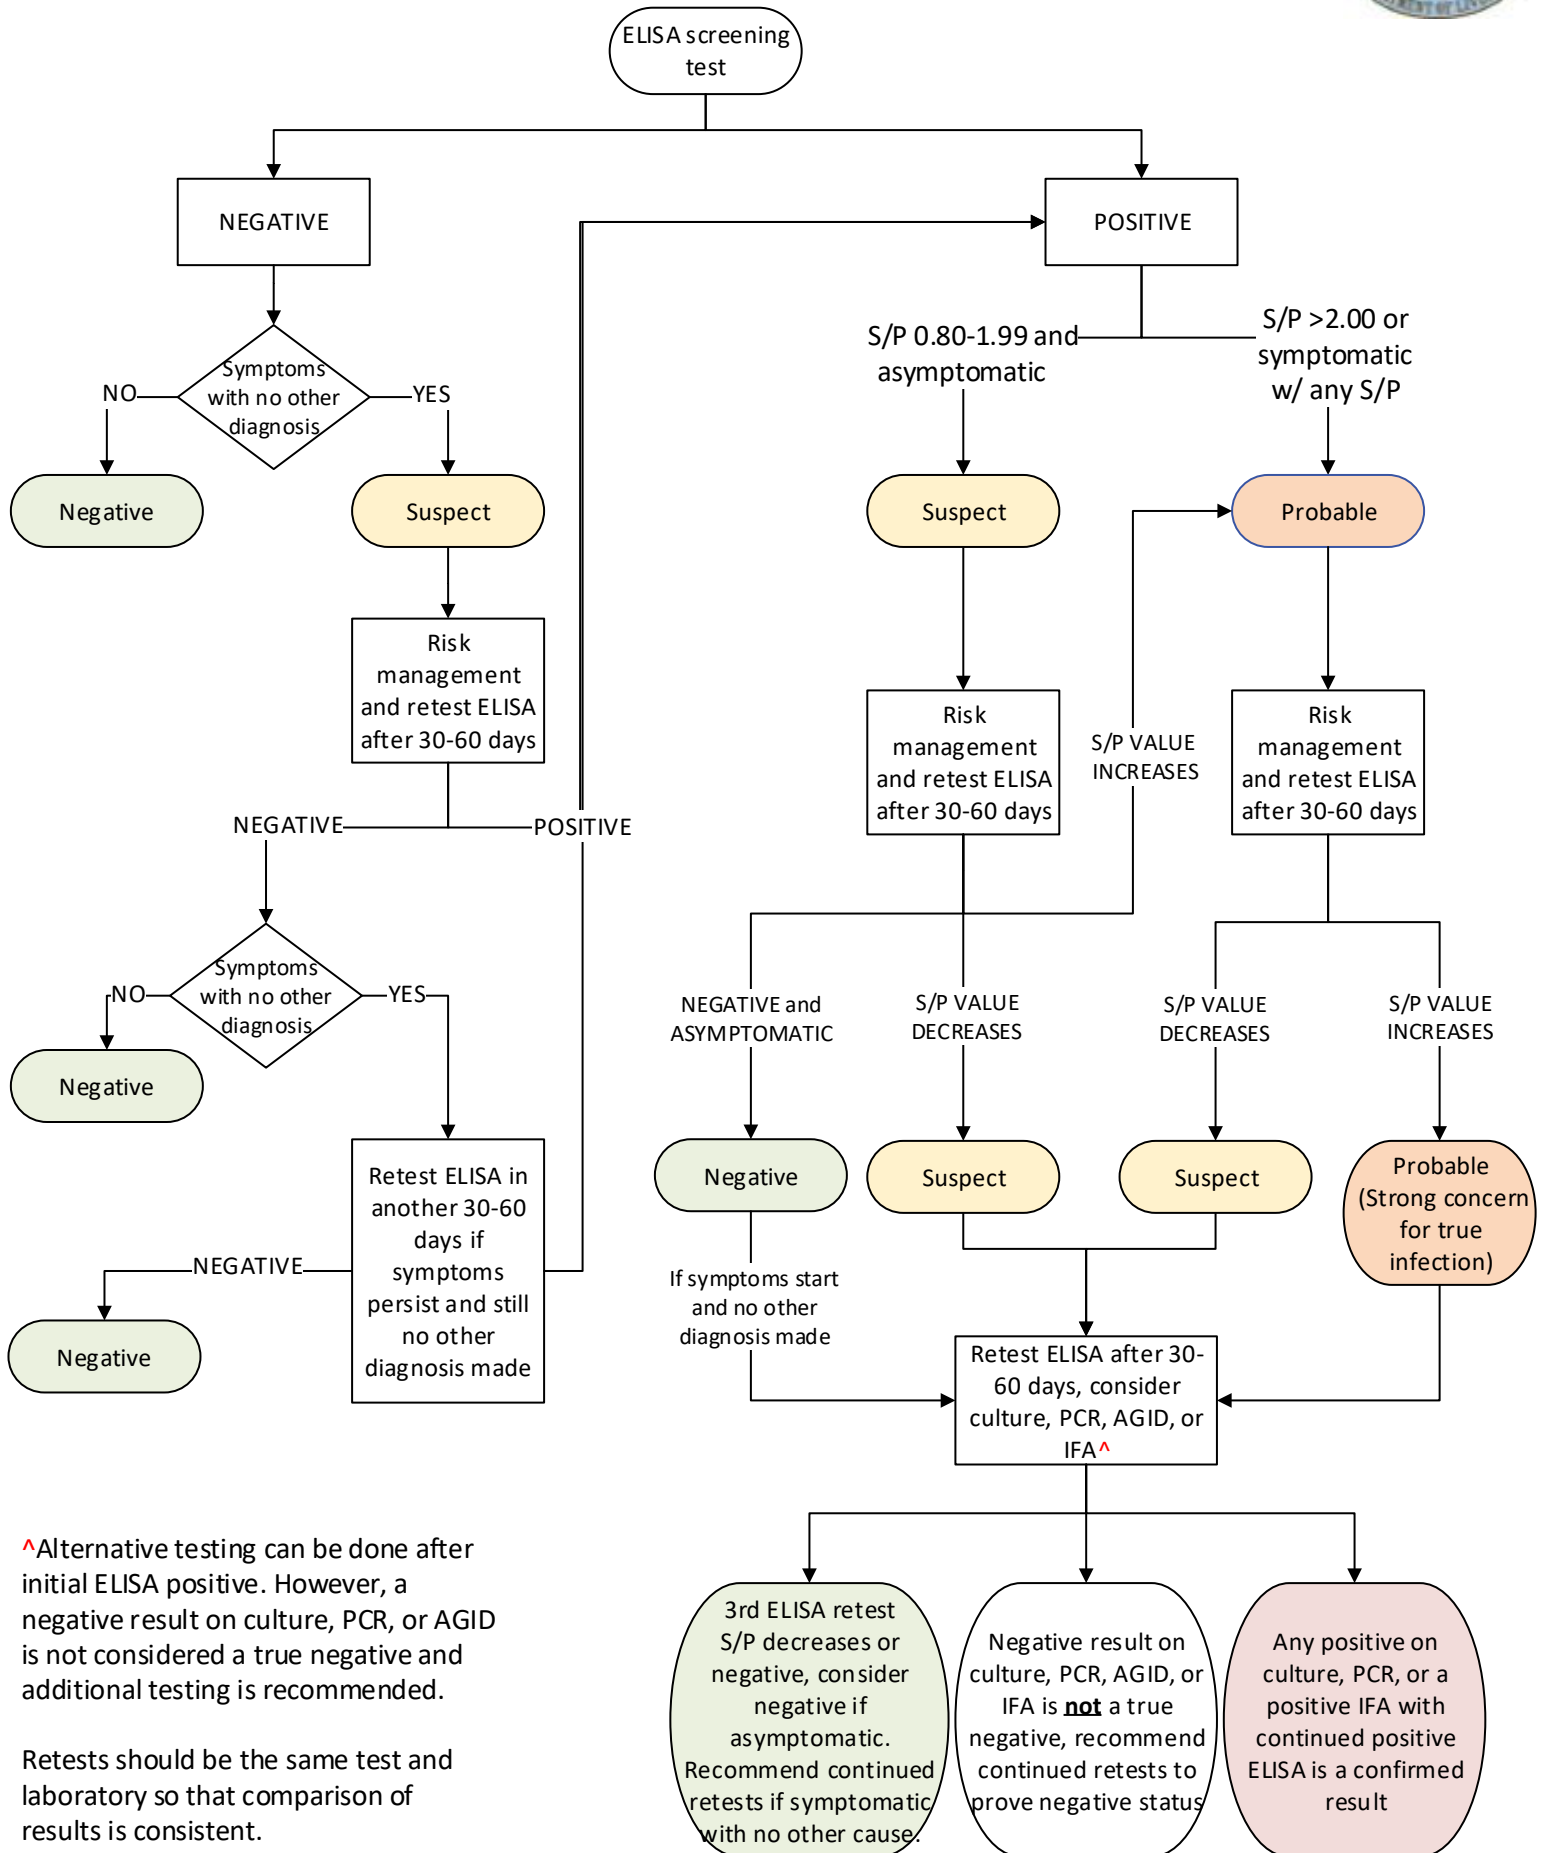 MENT OF LIV
ELISA screening
test
NEGATIVE
POSITIVE
Symptoms
with no other
diagnosis
NO
YES
S/P 0.80-1.99 and
asymptomatic
S/P >2.00 or
symptomatic
w/ any S/P
Negative
Suspect
Suspect
Probable
Risk
management
and retest ELISA
after 30-60 days
Risk
management
and retest ELISA
after 30-60 days
S/P VALUE
INCREASES
Risk
management
and retest ELISA
after 30-60 days
NEGATIVE
POSITIVE
Symptoms
with no other
diagnosis
NO
YES
Negative
NEGATIVE and
ASYMPTOMATIC
S/P VALUE
DECREASES
S/P VALUE
DECREASES
S/P VALUE
INCREASES
Retest ELISA in
another 30-60
days if
symptoms
persist and still
no other
diagnosis made
NEGATIVE
Negative
Negative
Suspect
Suspect
Probable
(Strong concern
for true
infection)
If symptoms start
and no other
diagnosis made
Retest ELISA after 30-
60 days, consider
culture, PCR, AGID, or
IFA^
^Alternative testing can be done after
initial ELISA positive. However, a
negative result on culture, PCR, or AGID
is not considered a true negative and
additional testing is recommended.
Retests should be the same test and
laboratory so that comparison of
results is consistent.
3rd ELISA retest
S/P decreases or
negative, consider
negative if
asymptomatic.
Recommend continued
retests if symptomatic
with no other cause.
Negative result on
culture, PCR, AGID, or
IFA is not a true
negative, recommend
continued retests to
prove negative status
Any positive on
culture, PCR, or a
positive IFA with
continued positive
ELISA is a confirmed
result